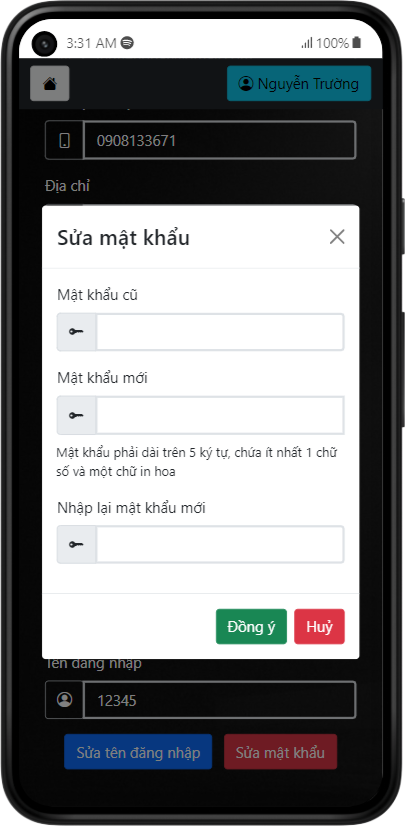 3:31 AM
100%
Nguyễn Trường
0908133671
Địa chỉ
Sửa mật khẩu
Mật khẩu cũ
Mật khẩu mới
Mật khẩu phải dài trên 5 ký tự, chứa ít nhất 1 chữ
số và một chữ in hoa
Nhập lại mật khẩu mới
Đồng ý
Huỷ
Tên đăng nhập
12345
Sửa tên đăng nhập
Sửa mật khẩu